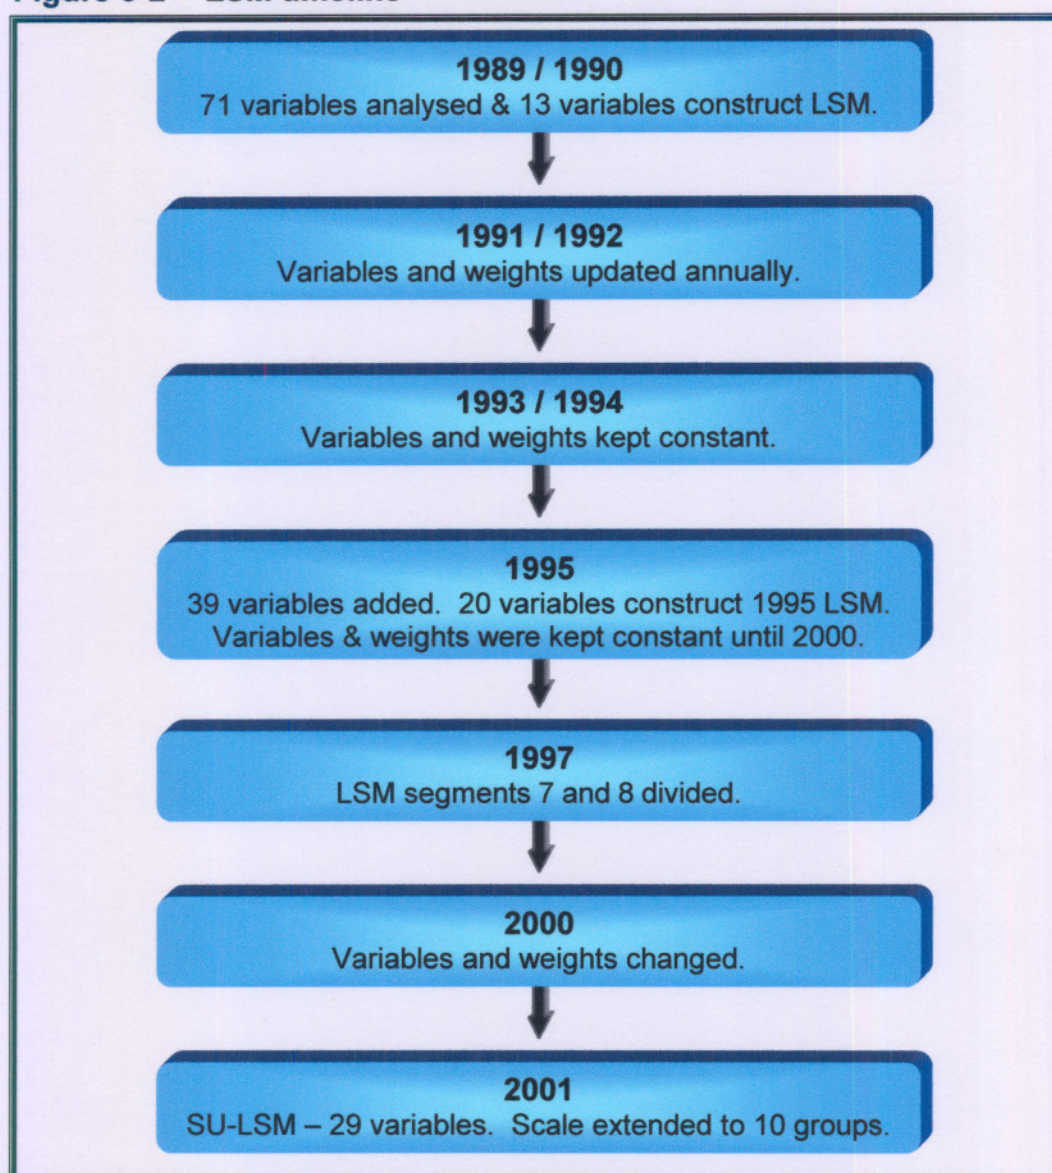 1989 / 1990
71 variables analysed & 13 variables construct LSM.
1991 / 1992
Variables and weights updated annually.
1993 / 1994
Variables and weights kept constant.
1995
39 variables added. 20 variables construct 1995 LSM.
Variables & weights were kept constant until 2000.
1997
LSM segments 7 and 8 divided.
2000
Variables and weights changed.
2001
SU-LSM – 29 variables. Scale extended to 10 groups.